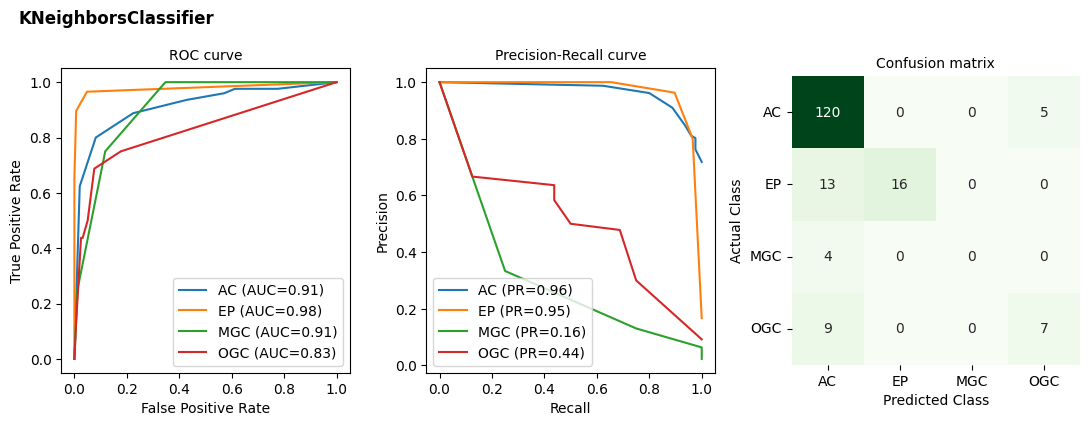 KNeighborsClassifier
ROC curve
True Positive Rate
1.0
0.8
0.6
0.4
0.2
0.0
0.0 0.2 0.4 0.6 0.8 1.0
False Positive Rate
AC (AUC=0.91)
EP (AUC=0.98)
MGC (AUC=0.91)
OGC (AUC=0.83)
Precision-Recall curve
Precision
1.0
0.8
0.6
0.4
0.2
0.0
0.0 0.2 0.4 0.6 0.8 1.0
Recall
AC (PR=0.96)
EP (PR=0.95)
MGC (PR=0.16)
OGC (PR=0.44)
Confusion matrix
Actual Class
AC 120 0 0 5
EP 13 16 0 0
MGC 4 0 0 0
OGC 9 0 0 7
AC EP MGC OGC
Predicted Class